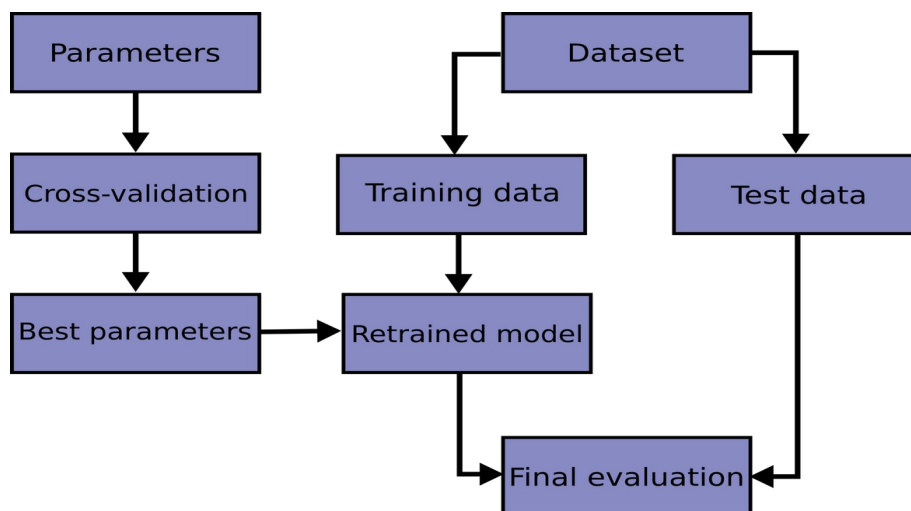 Parameters
Dataset
Cross-validation
Training data
Test data
Best parameters
Retrained model
Final evaluation